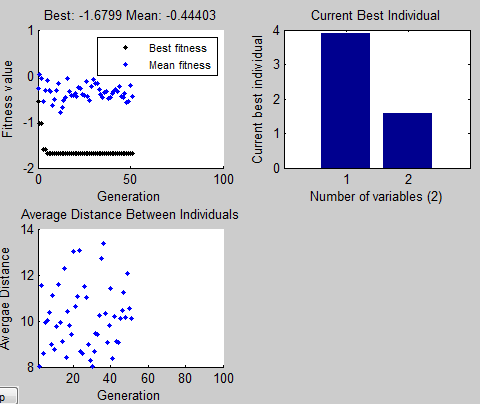 Best: -1.6799 Mean: -0.44403
1
0
-1
-2
Fitness value
Best fitness
Mean fitness
0 50 100
Generation
Current Best Individual
4
3
2
1
0
Current best individual
1 2
Number of variables (2)
Average Distance Between Individuals
14
12
10
8
Avergae Distance
20 40 60 80 100
Generation
p